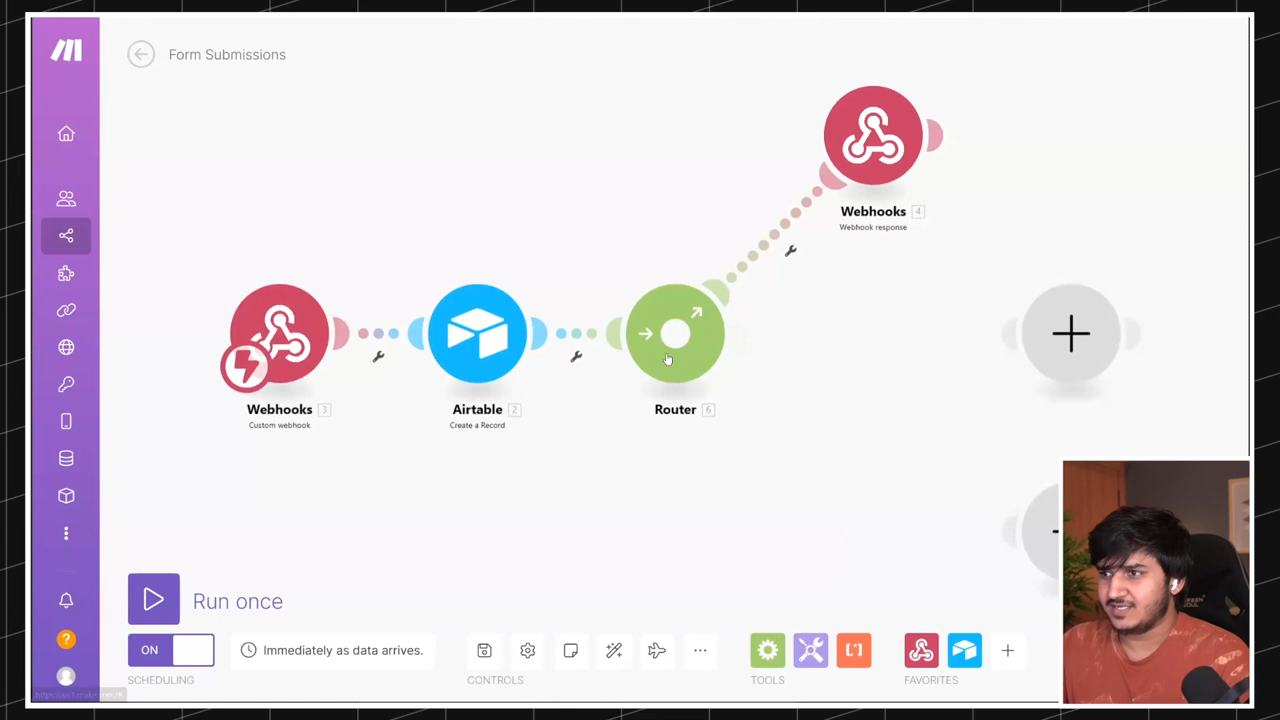 Form Submissions
Webhooks 4
Webhook response
Webhooks 3
Custom webhook
Airtable 2
Create a Record
Router 6
Run once
ON
Immediately as data arrives.
SCHEDULING
CONTROLS
TOOLS
FAVORITES